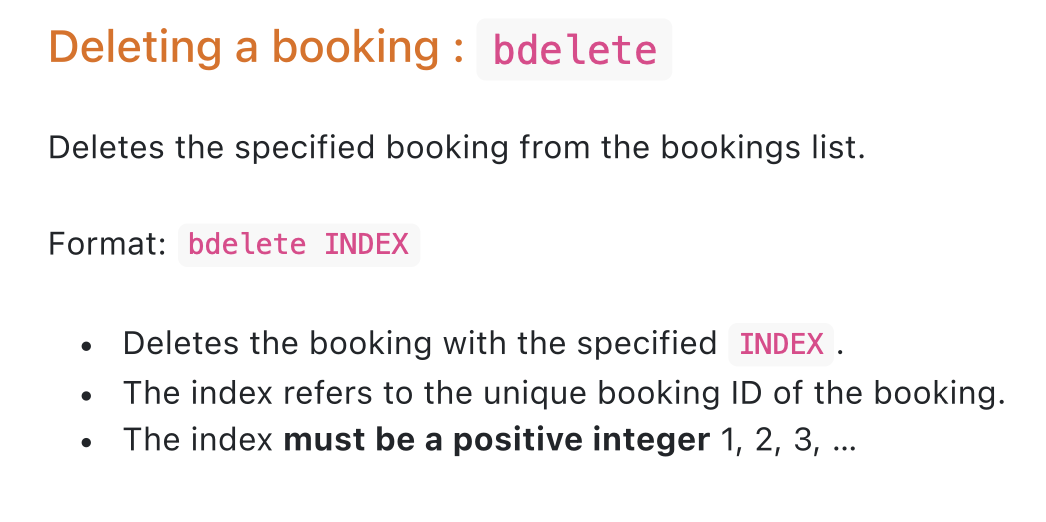 Deleting a booking : bdelete
Deletes the specified booking from the bookings list.
Format: bdelete INDEX
• Deletes the booking with the specified INDEX .
• The index refers to the unique booking ID of the booking.
• The index must be a positive integer 1, 2, 3, …